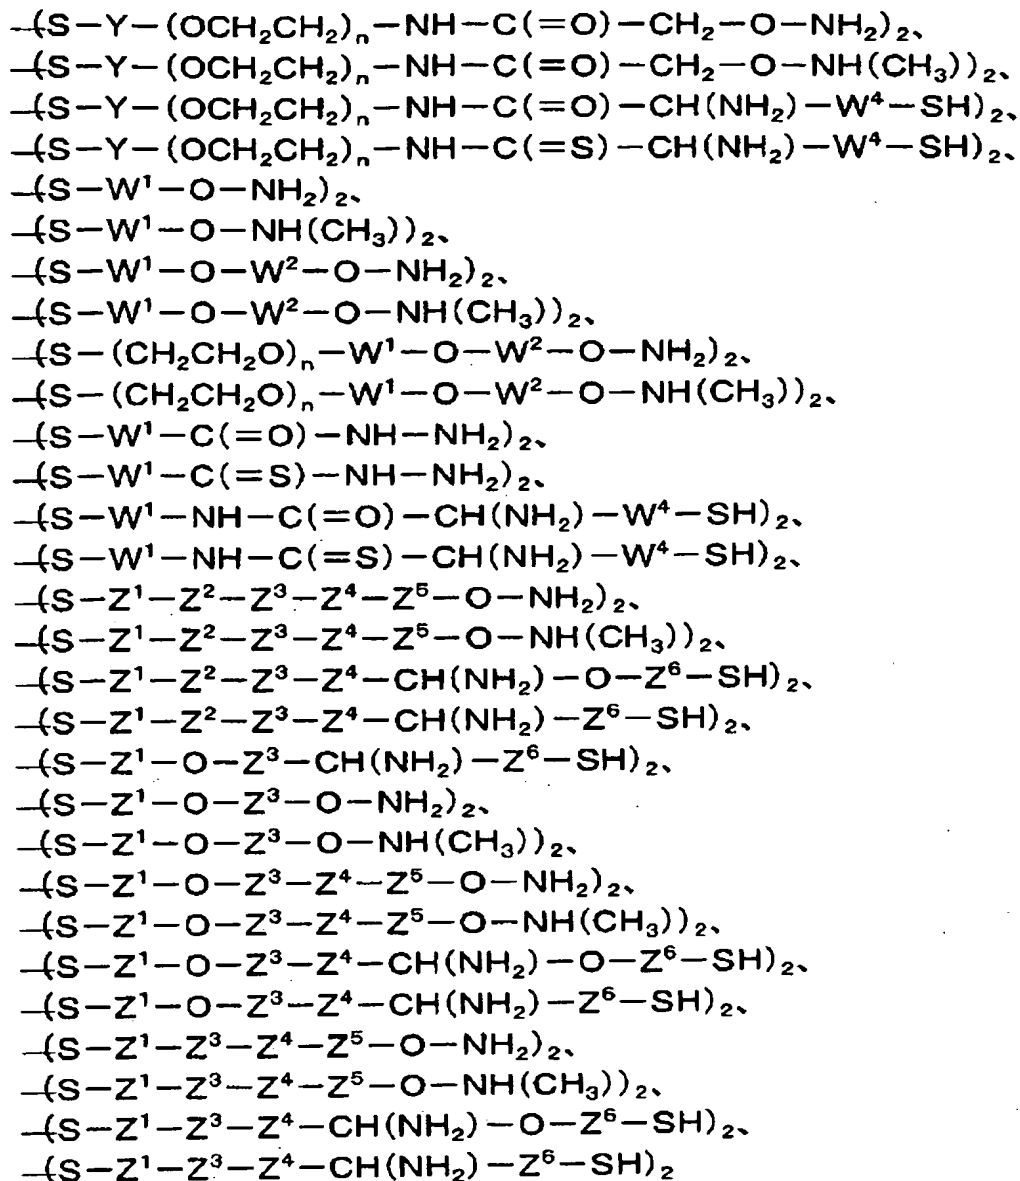 -(S-Y-(OCH₂CH₂)ₙ-NH-C(=O)-CH₂-O-NH₂)₂、
-(S-Y-(OCH₂CH₂)ₙ-NH-C(=O)-CH₂-O-NH(CH₃))₂、
-(S-Y-(OCH₂CH₂)ₙ-NH-C(=O)-CH(NH₂)-W⁴-SH)₂、
-(S-Y-(OCH₂CH₂)ₙ-NH-C(=S)-CH(NH₂)-W⁴-SH)₂、
-(S-W¹-O-NH₂)₂、
-(S-W¹-O-NH(CH₃))₂、
-(S-W¹-O-W²-O-NH₂)₂、
-(S-W¹-O-W²-O-NH(CH₃))₂、
-(S-(CH₂CH₂O)ₙ-W¹-O-W²-O-NH₂)₂、
-(S-(CH₂CH₂O)ₙ-W¹-O-W²-O-NH(CH₃))₂、
-(S-W¹-C(=O)-NH-NH₂)₂、
-(S-W¹-C(=S)-NH-NH₂)₂、
-(S-W¹-NH-C(=O)-CH(NH₂)-W⁴-SH)₂、
-(S-W¹-NH-C(=S)-CH(NH₂)-W⁴-SH)₂、
-(S-Z¹-Z²-Z³-Z⁴-Z⁵-O-NH₂)₂、
-(S-Z¹-Z²-Z³-Z⁴-Z⁵-O-NH(CH₃))₂、
-(S-Z¹-Z²-Z³-Z⁴-CH(NH₂)-O-Z⁶-SH)₂、
-(S-Z¹-Z²-Z³-Z⁴-CH(NH₂)-Z⁶-SH)₂、
-(S-Z¹-O-Z³-CH(NH₂)-Z⁶-SH)₂、
-(S-Z¹-O-Z³-O-NH₂)₂、
-(S-Z¹-O-Z³-O-NH(CH₃))₂、
-(S-Z¹-O-Z³-Z⁴-Z⁵-O-NH₂)₂、
-(S-Z¹-O-Z³-Z⁴-Z⁵-O-NH(CH₃))₂、
-(S-Z¹-O-Z³-Z⁴-CH(NH₂)-O-Z⁶-SH)₂、
-(S-Z¹-O-Z³-Z⁴-CH(NH₂)-Z⁶-SH)₂、
-(S-Z¹-Z³-Z⁴-Z⁵-O-NH₂)₂、
-(S-Z¹-Z³-Z⁴-Z⁵-O-NH(CH₃))₂、
-(S-Z¹-Z³-Z⁴-CH(NH₂)-O-Z⁶-SH)₂、
-(S-Z¹-Z³-Z⁴-CH(NH₂)-Z⁶-SH)₂